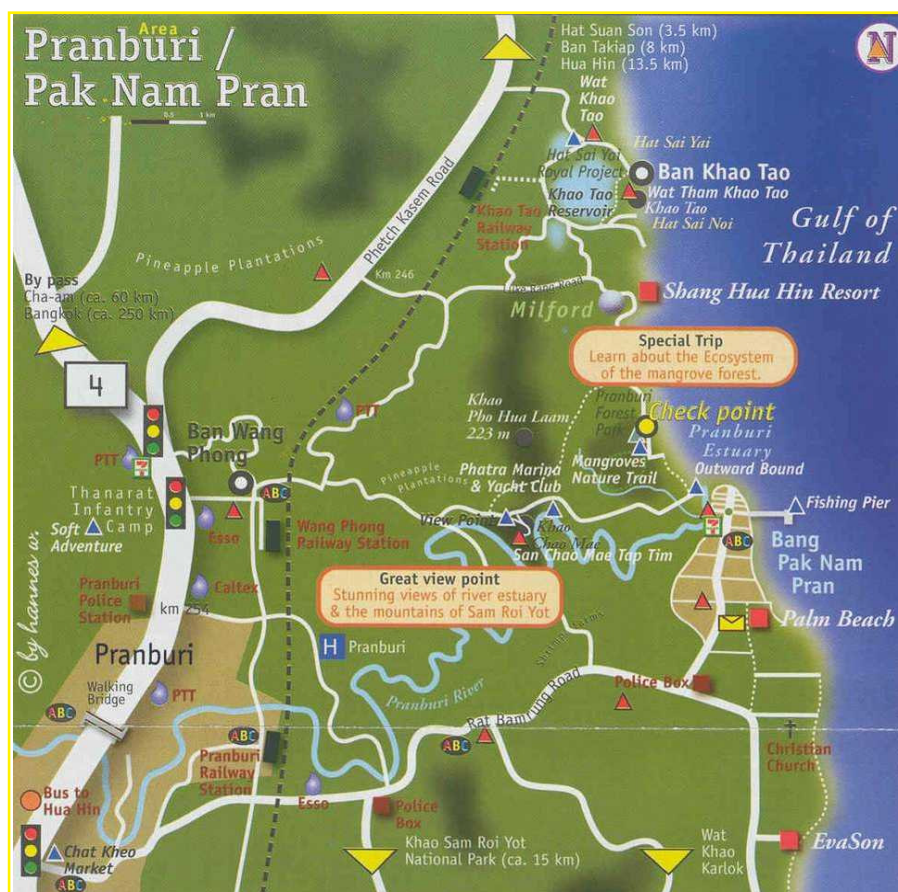 Area
Pranburi /
Pak Nam Pran
0.5 1 km
Hat Suan Son (3.5 km)
Ban Takiap (8 km)
Hua Hin (13.5 km)
N
Wat
Khao
Tao
Hat Sai Yai
Hat Sai Yai
Royal Project
Ban Khao Tao
Khao Tao
Reservoir
Wat Tham Khao Tao
Khao Tao
Hat Sai Noi
Khao Tao
Railway
Station
Phetch Kasem Road
Gulf of
Thailand
Pineapple Plantations
Km 246
Road
By pass
Cha-am (ca. 60 km)
Bangkok (ca. 250 km)
Milford
Shang Hua Hin Resort
Special Trip
Learn about the Ecosystem
of the mangrove forest.
4
PTT
Khao
Pho Hua Laam
223 m
Pranburi
Forest
Park
Check point
Pranburi
Estuary
Ban Wang
Phong
PTT
7
Pineapple
Plantations
Phatra Marina
& Yacht Club
Mangroves
Nature Trail
Outward Bound
Thanarat
Infantry
Camp
Soft
Adventure
ABC
Esso
Wang Phong
Railway Station
View Point
Khao
Chao Mae
San Chao Mae Tap Tim
Fishing Pier
7
ABC
Bang
Pak Nam
Pran
Great view point
Stunning views of river estuary
& the mountains of Sam Roi Yot
Caltex
Pranburi
Police
Station
km 254
Palm Beach
© by hannes w.
Pranburi
H Pranburi
Shrimp Farms
PTT
Walking
Bridge
Pranburi River
Police Box
ABC
Rat Bamrung Road
ABC
ABC
Christian
Church
Pranburi
Railway
Station
Bus to
Hua Hin
Esso
Police
Box
Khao Sam Roi Yot
National Park (ca. 15 km)
Wat
Khao
Karlok
EvaSon
Chat Kheo
Market
ABC